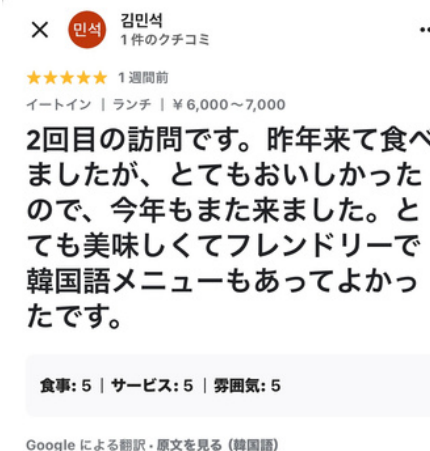 김민석
민석
1件のクチコミ
★★★★★ 1週間前
イートイン | ランチ | ￥6,000～7,000
2回目の訪問です。昨年来て食べ
ましたが、とてもおいしかった
ので、今年もまた来ました。と
ても美味しくてフレンドリーで
韓国語メニューもあってよかっ
たです。
食事: 5 | サービス: 5 | 雰囲気: 5
Google による翻訳・原文を見る (韓国語)